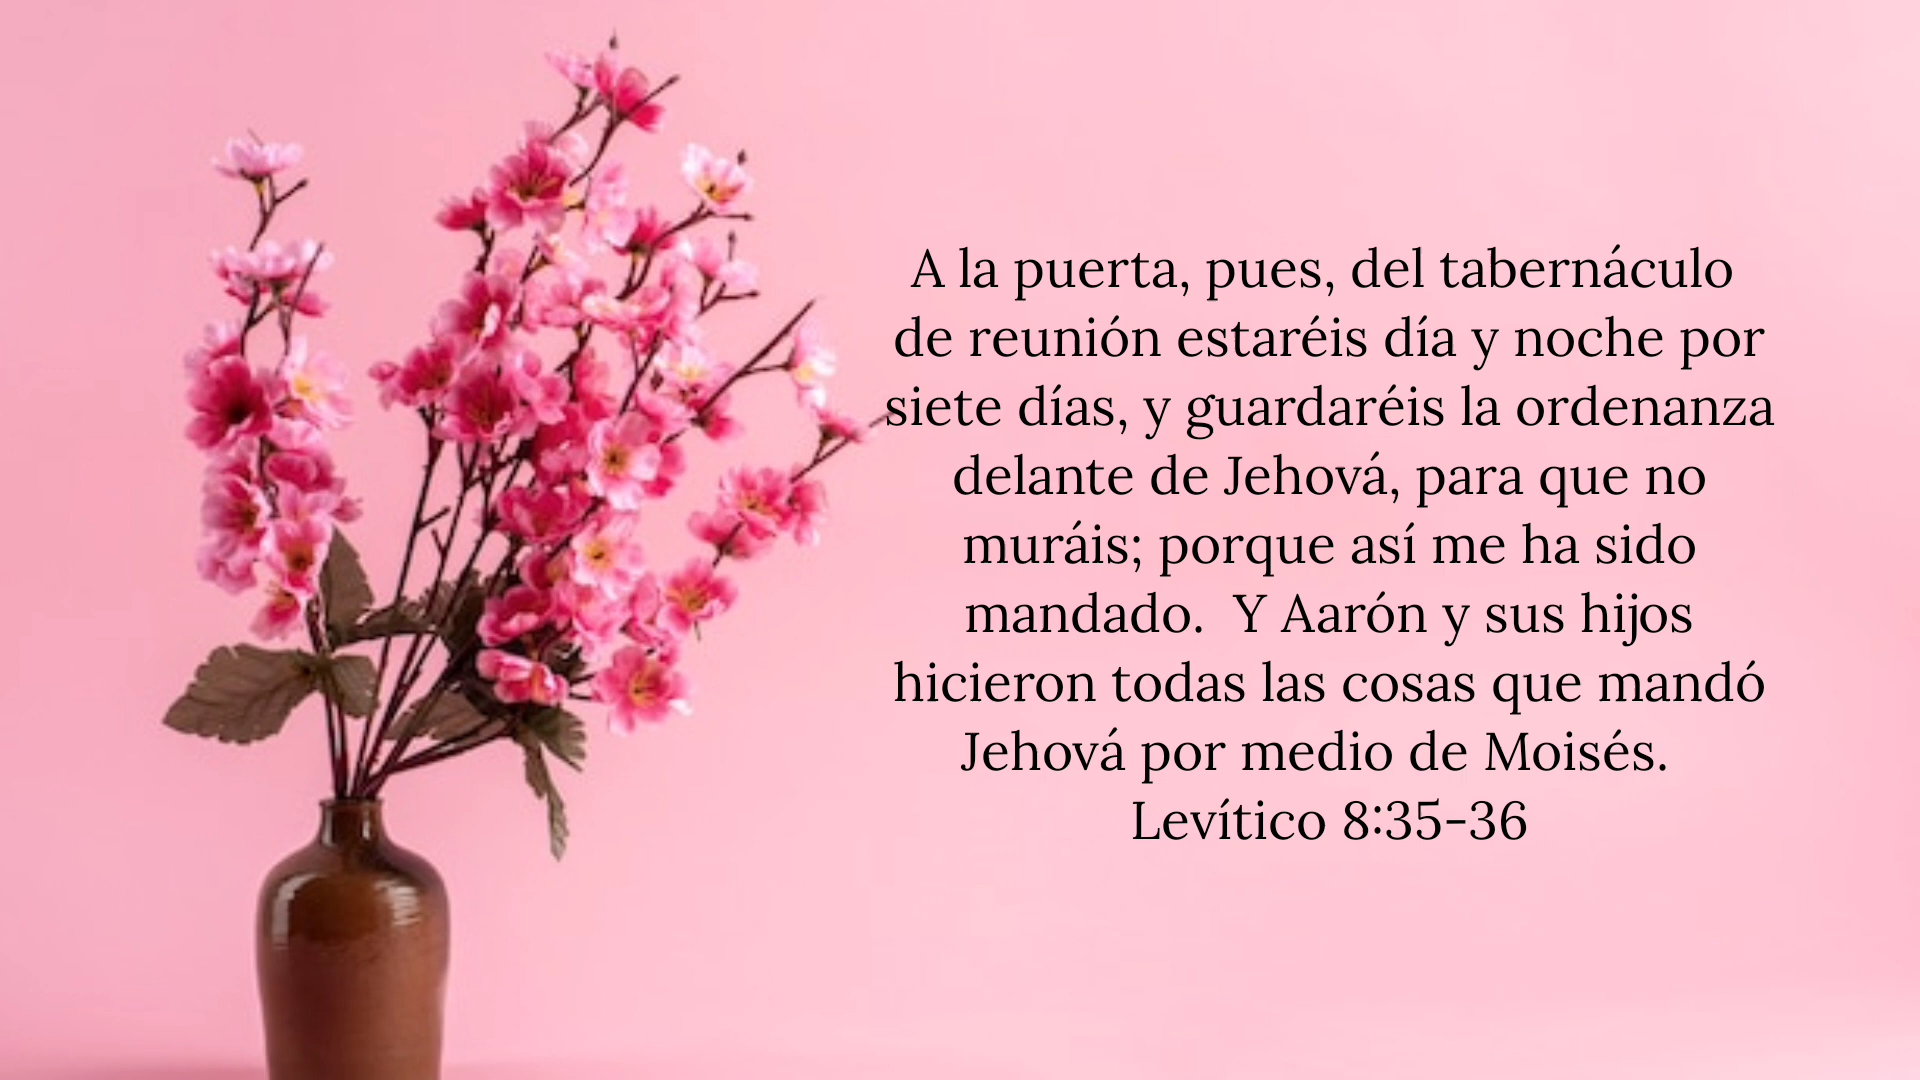 A la puerta, pues, del tabernáculo
de reunión estaréis día y noche por
siete días, y guardaréis la ordenanza
delante de Jehová, para que no
muráis; porque así me ha sido
mandado.  Y Aarón y sus hijos
hicieron todas las cosas que mandó
Jehová por medio de Moisés.
Levítico 8:35-36